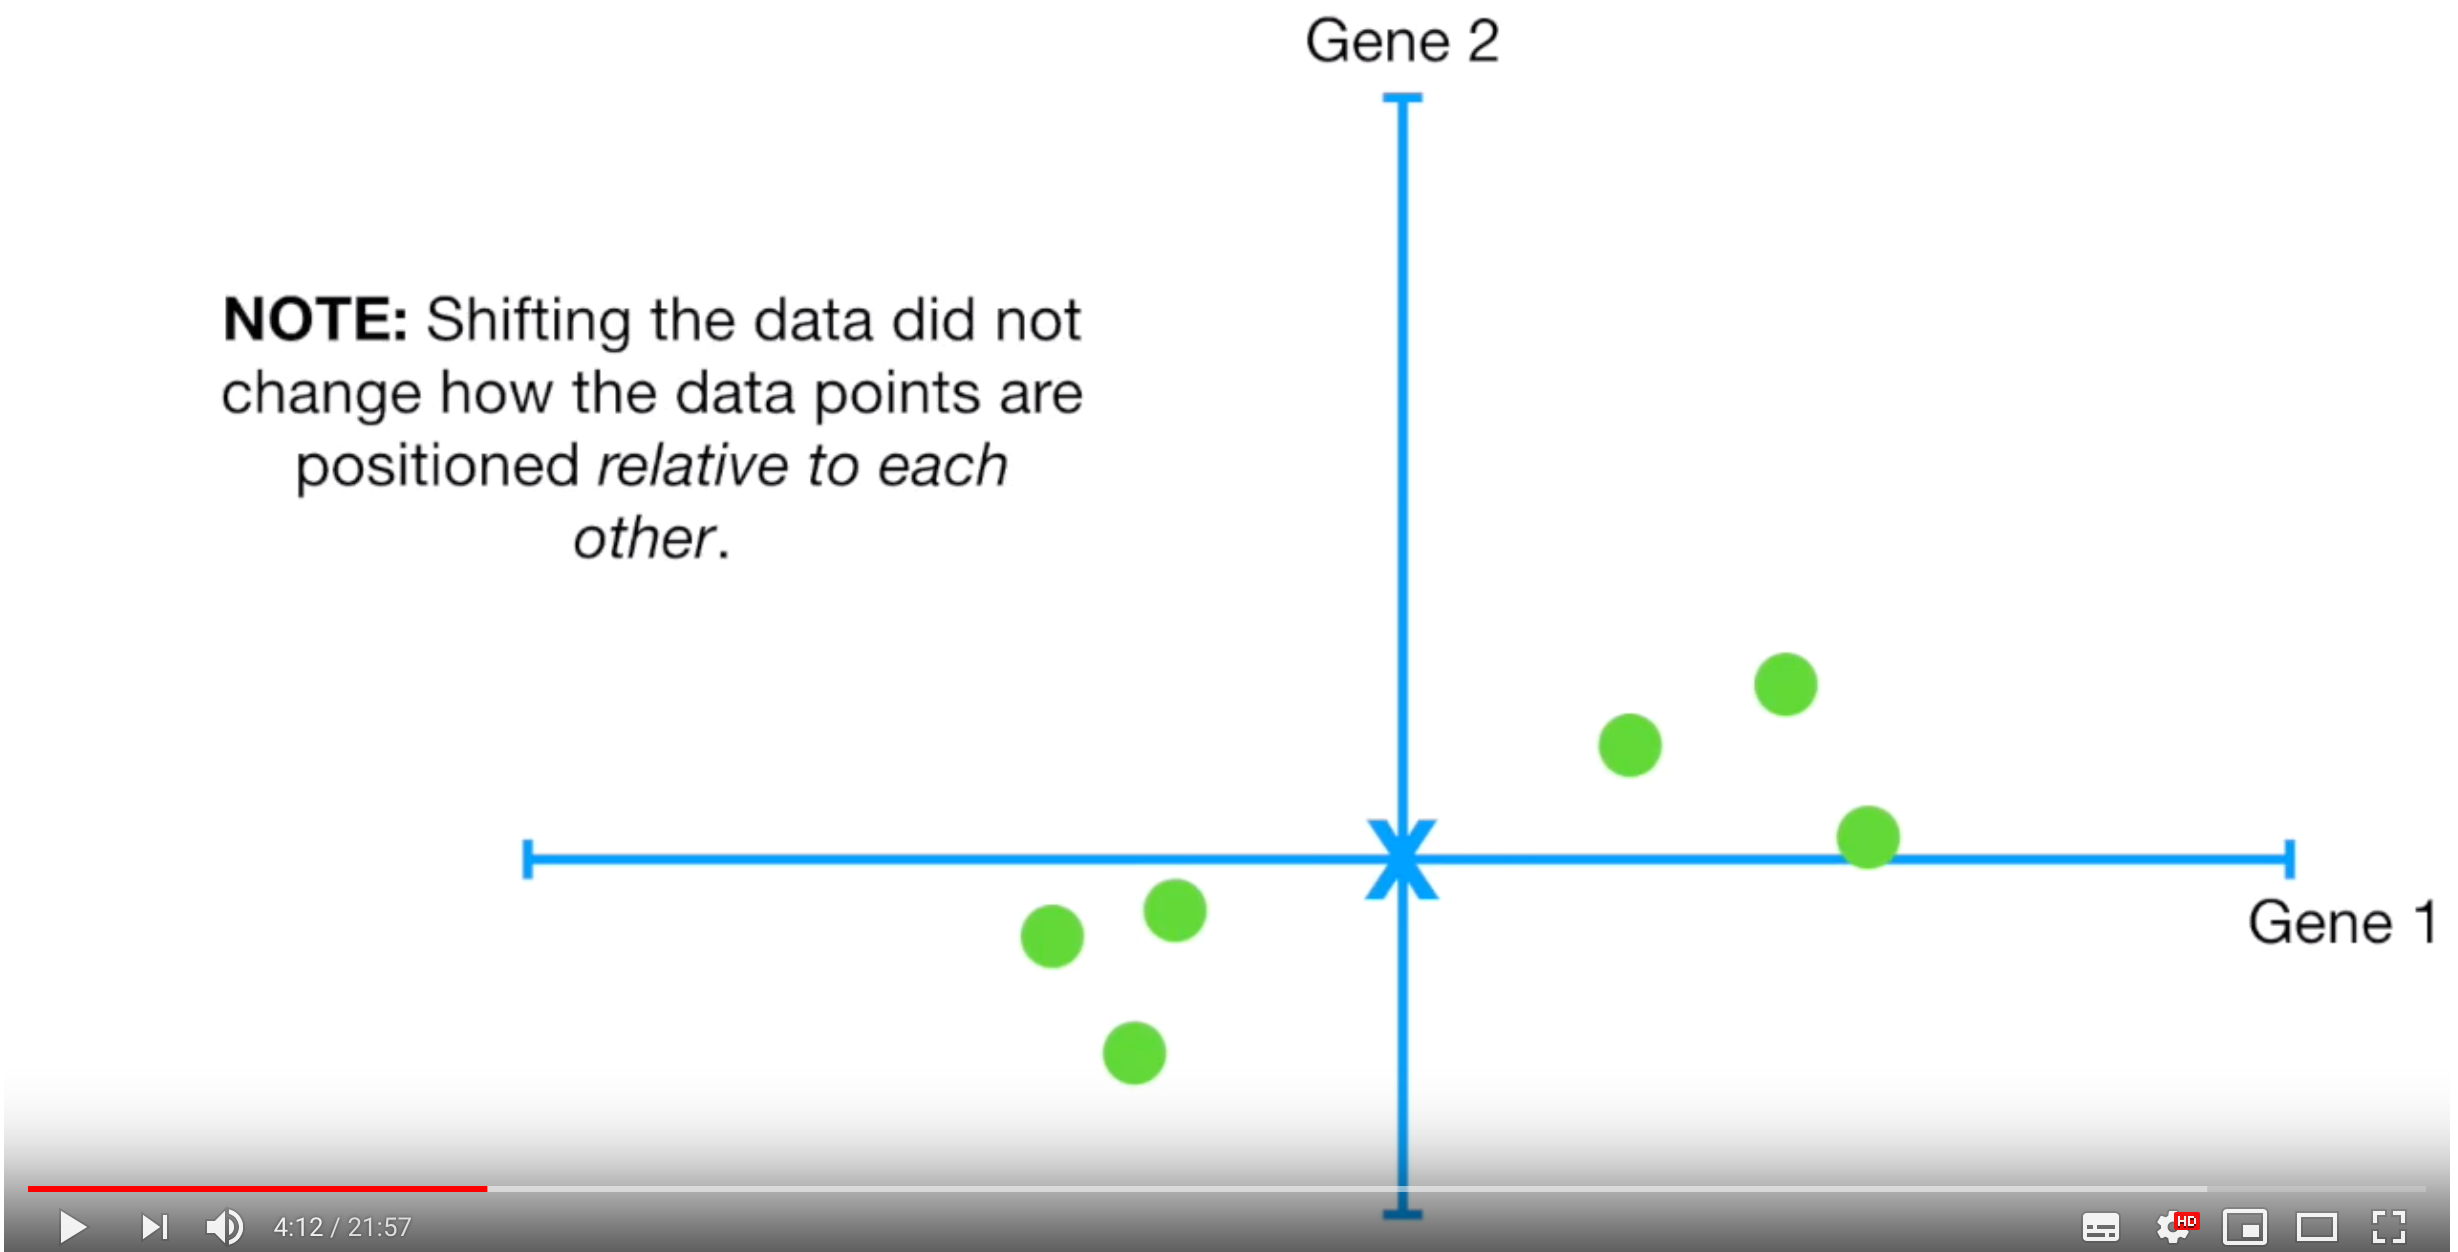 Gene 2
NOTE: Shifting the data did not
change how the data points are
positioned relative to each
other.
X
Gene 1
4:12 / 21:57
HD